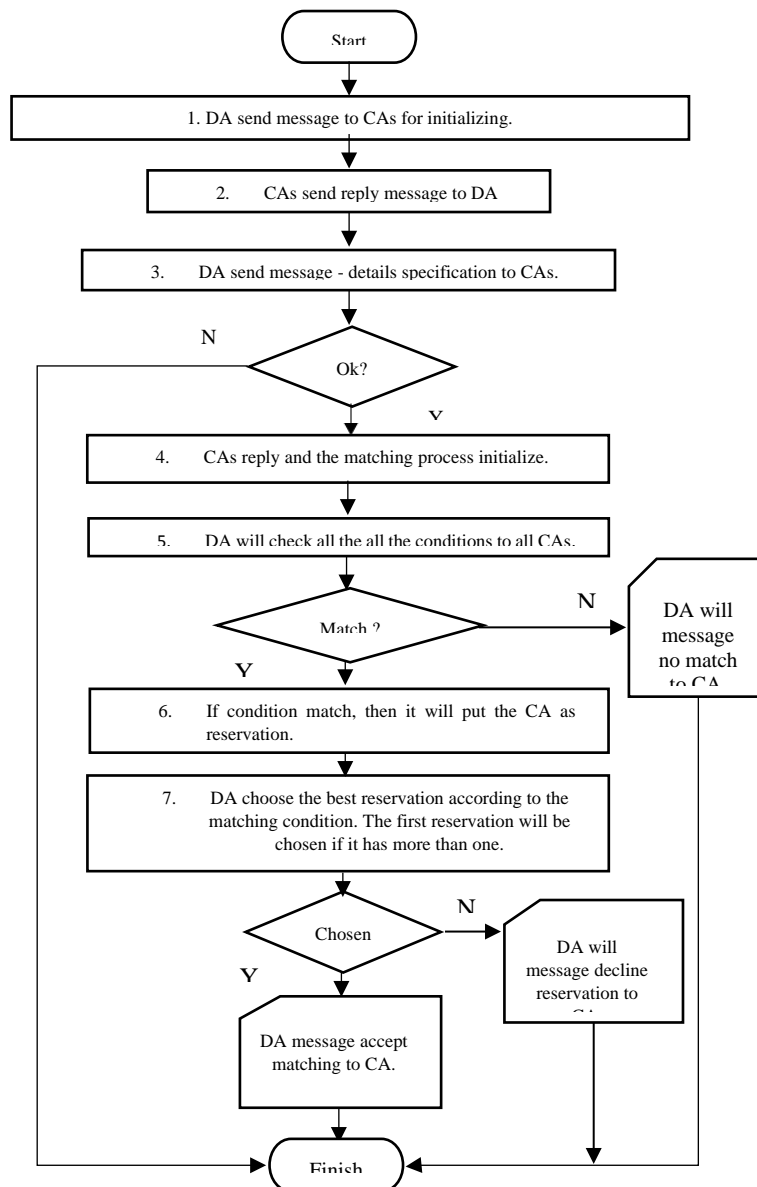 Start
1. DA send message to CAs for initializing.
2. CAs send reply message to DA
3. DA send message - details specification to CAs.
N
Ok?
Y
4. CAs reply and the matching process initialize.
5. DA will check all the all the conditions to all CAs.
Match ?
N
DA will
message
no match
to CA
Y
6. If condition match, then it will put the CA as
reservation.
7. DA choose the best reservation according to the
matching condition. The first reservation will be
chosen if it has more than one.
Chosen
N
DA will
message decline
reservation to
CA
Y
DA message accept
matching to CA.
Finish